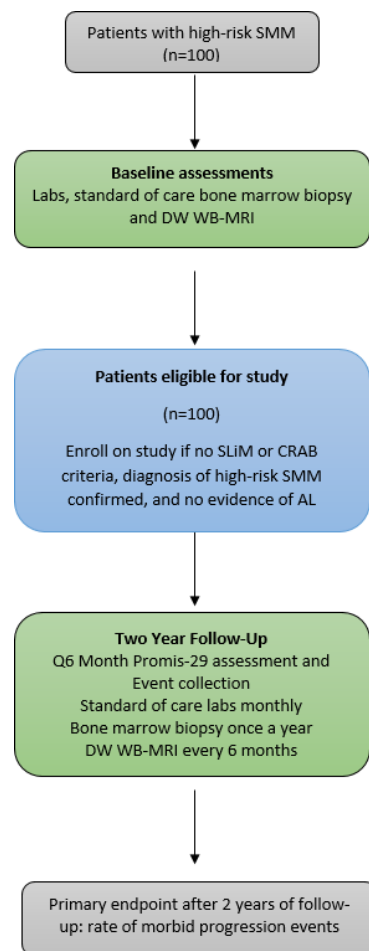 Patients with high-risk SMM
(n=100)
Baseline assessments
Labs, standard of care bone marrow biopsy
and DW WB-MRI
Patients eligible for study
(n=100)
Enroll on study if no SLiM or CRAB
criteria, diagnosis of high-risk SMM
confirmed, and no evidence of AL
Two Year Follow-Up
Q6 Month Promis-29 assessment and
Event collection
Standard of care labs monthly
Bone marrow biopsy once a year
DW WB-MRI every 6 months
Primary endpoint after 2 years of follow-
up: rate of morbid progression events